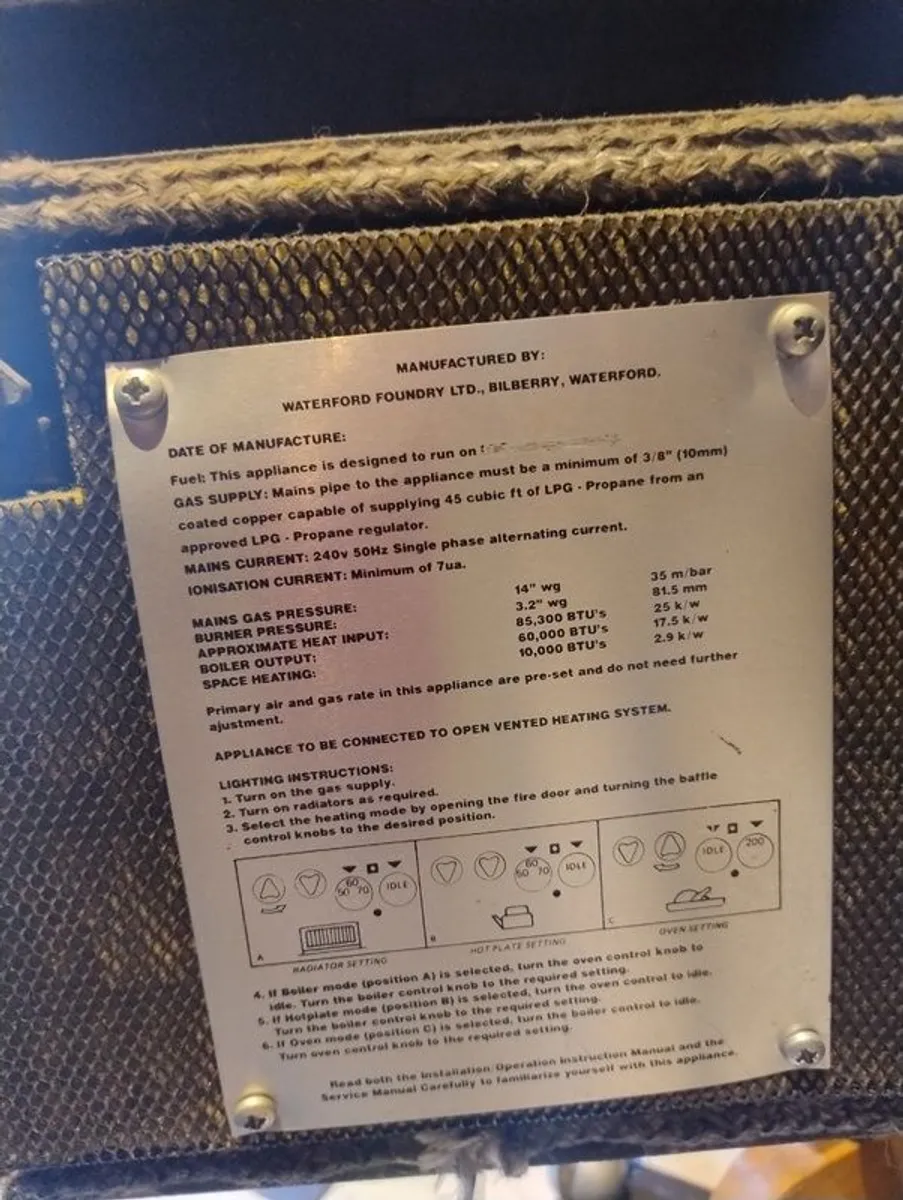 MANUFACTURED BY:
WATERFORD FOUNDRY LTD., BILBERRY, WATERFORD.
DATE OF MANUFACTURE:
Fuel: This appliance is designed to run on
GAS SUPPLY: Mains pipe to the appliance must be a minimum of 3/8" (10mm)
coated copper capable of supplying 45 cubic ft of LPG - Propane from an
approved LPG - Propane regulator.
MAINS CURRENT: 240v 50Hz Single phase alternating current.
IONISATION CURRENT: Minimum of 7ua.
MAINS GAS PRESSURE: 14" wg 35 m/bar
BURNER PRESSURE: 3.2" wg 81.5 mm
APPROXIMATE HEAT INPUT: 85,300 BTU's 25 k/w
BOILER OUTPUT: 60,000 BTU's 17.5 k/w
SPACE HEATING: 10,000 BTU's 2.9 k/w
Primary air and gas rate in this appliance are pre-set and do not need further
ajustment.
APPLIANCE TO BE CONNECTED TO OPEN VENTED HEATING SYSTEM.
LIGHTING INSTRUCTIONS:
1. Turn on the gas supply.
2. Turn on radiators as required.
3. Select the heating mode by opening the fire door and turning the baffle
control knobs to the desired position.
50 60 70 IDLE
50 60 70 IDLE
IDLE 200
A RADIATOR SETTING
B HOTPLATE SETTING
C OVEN SETTING
4. If Boiler mode (position A) is selected, turn the oven control knob to
idle. Turn the boiler control knob to the required setting.
5. If Hotplate mode (position B) is selected, turn the oven control to idle.
Turn the boiler control knob to the required setting.
6. If Oven mode (position C) is selected, turn the boiler control to idle.
Turn oven control knob to the required setting.
Read both the Installation/Operation Instruction Manual and the
Service Manual Carefully to familiarize yourself with this appliance.